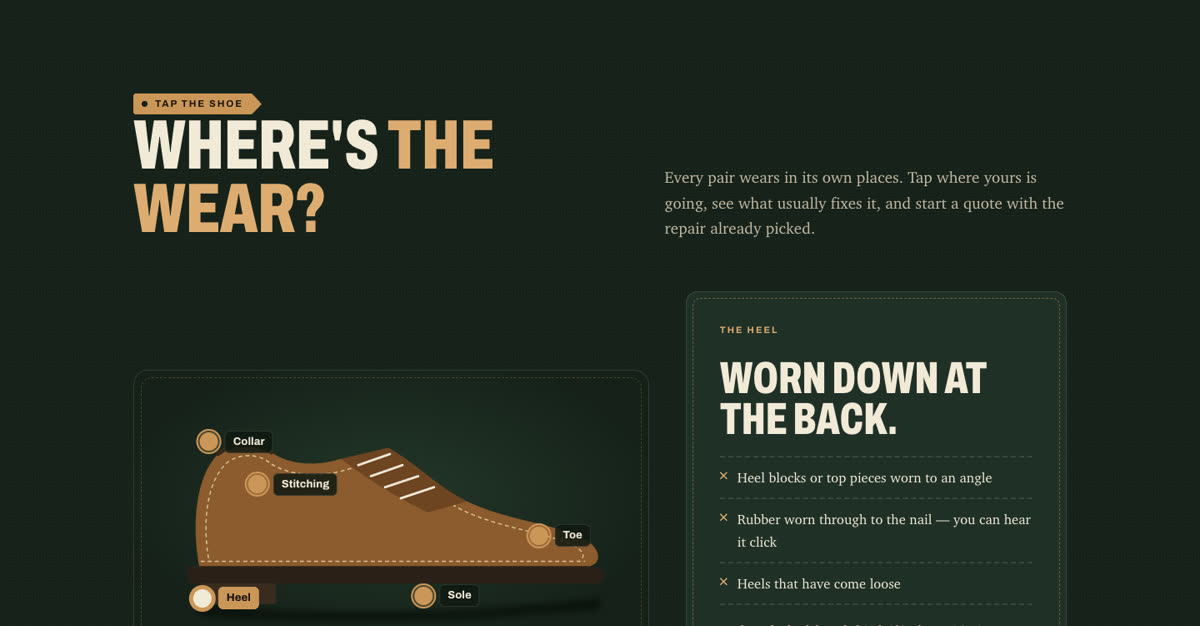 TAP THE SHOE
WHERE'S THE
WEAR?
Every pair wears in its own places. Tap where yours is
going, see what usually fixes it, and start a quote with the
repair already picked.
Collar
Stitching
Toe
Heel
Sole
THE HEEL
WORN DOWN AT
THE BACK.
Heel blocks or top pieces worn to an angle
Rubber worn through to the nail — you can hear
it click
Heels that have come loose